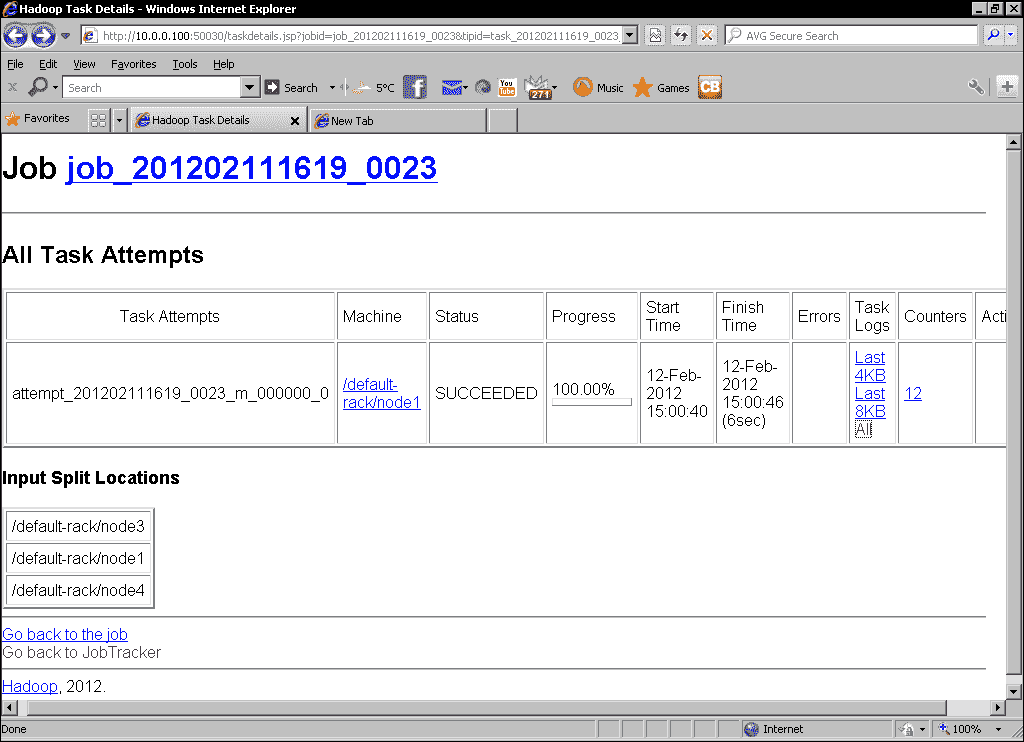 Hadoop Task Details - Windows Internet Explorer
http://10.0.0.100:50030/taskdetails.jsp?jobid=job_201202111619_0023&tipid=task_201202111619_0023
AVG Secure Search
File Edit View Favorites Tools Help
Search Search 5°C f You Tube 271 Music Games CB
Favorites Hadoop Task Details New Tab
Job job_201202111619_0023
All Task Attempts
Task Attempts Machine Status Progress Start Time Finish Time Errors Task Logs Counters Acti
attempt_201202111619_0023_m_000000_0 /default-rack/node1 SUCCEEDED 100.00% 12-Feb-2012 15:00:40 12-Feb-2012 15:00:46 (6sec) Last 4KB Last 8KB All 12
Input Split Locations
/default-rack/node3
/default-rack/node1
/default-rack/node4
Go back to the job
Go back to JobTracker
Hadoop, 2012.
Done Internet 100%